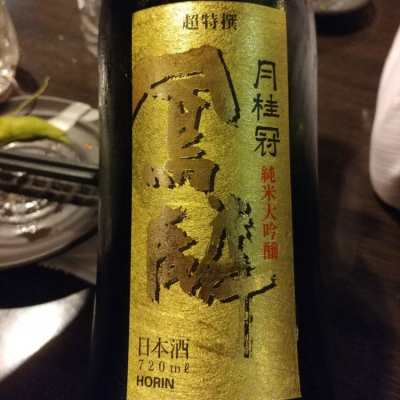 超特撰
月桂冠
純米大吟醸
鳳麟
日本酒
720ml
HORIN